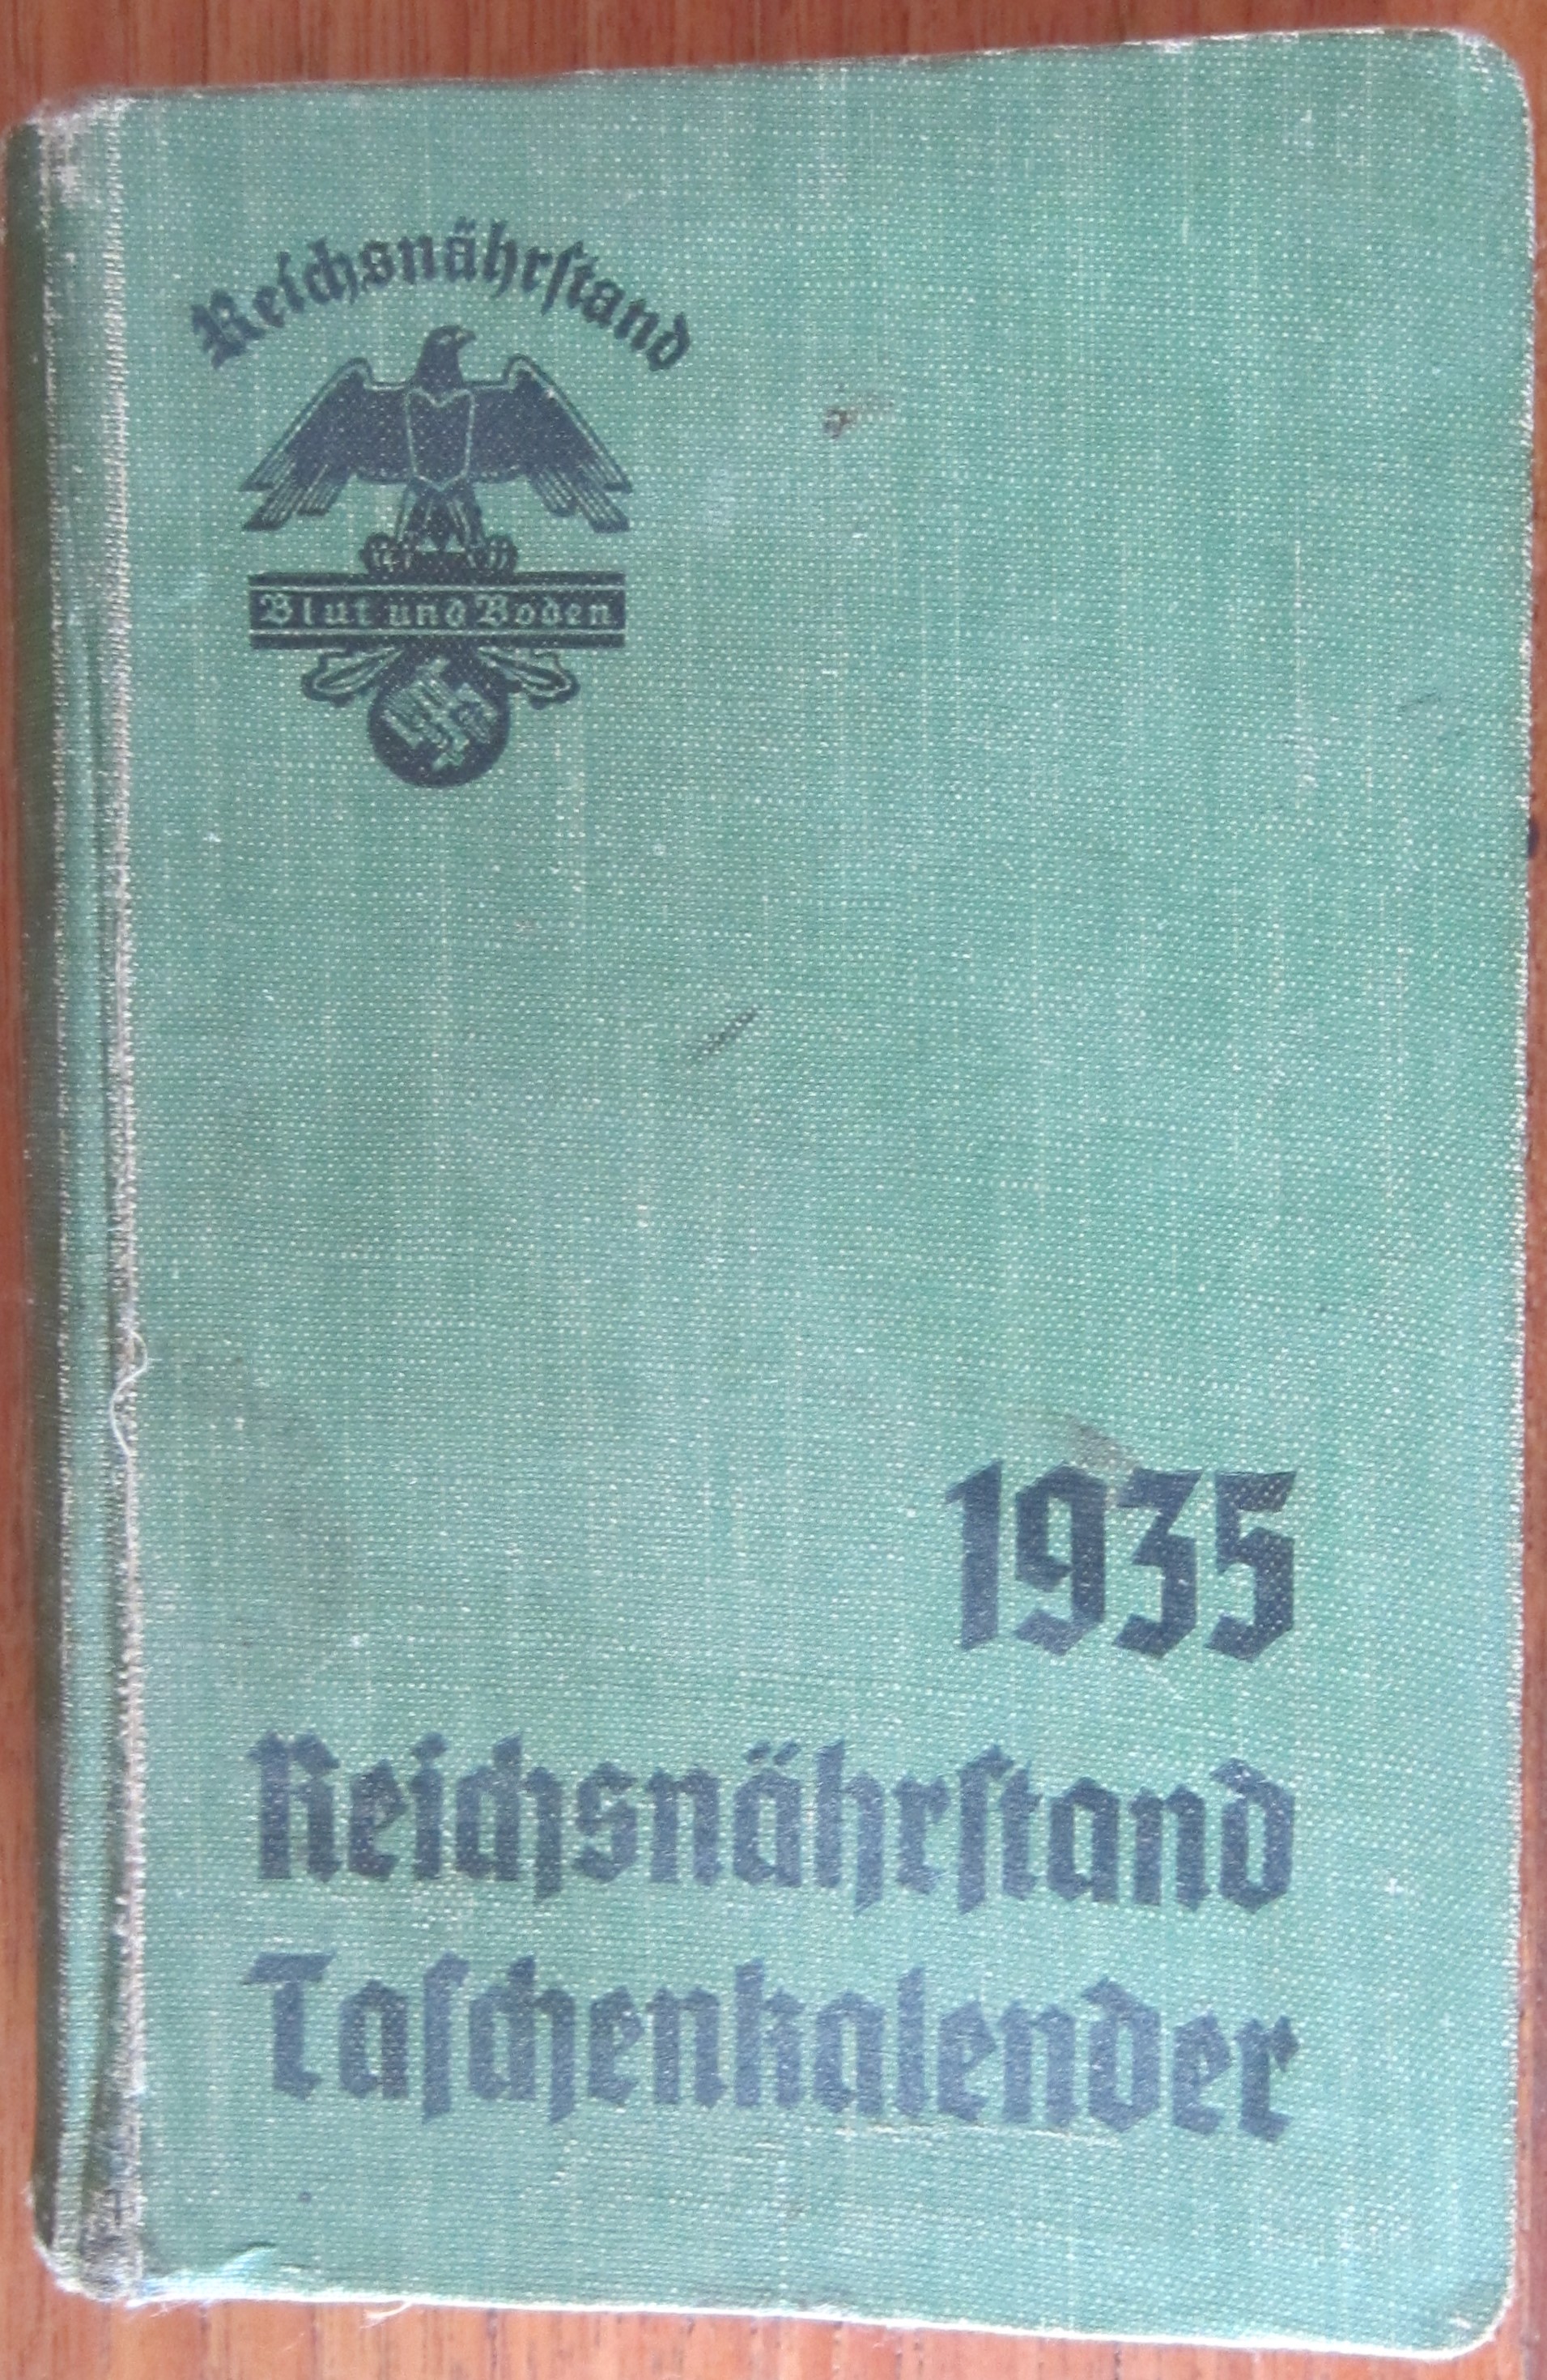 Reichsnährſtand
Blut und Boden
1935
Reichsnährſtand
Taſchenkalender